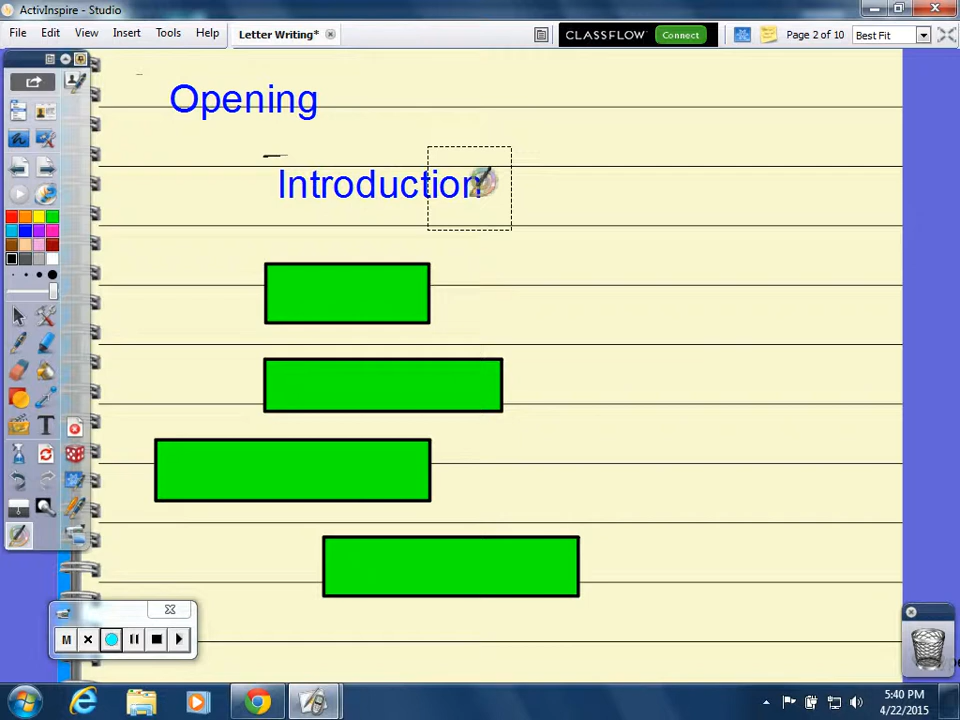 ActivInspire - Studio
File Edit View Insert Tools Help
Letter Writing*
CLASSFLOW Connect
Page 2 of 10
Best Fit
Opening
Introduction
T
M
5:40 PM
4/22/2015